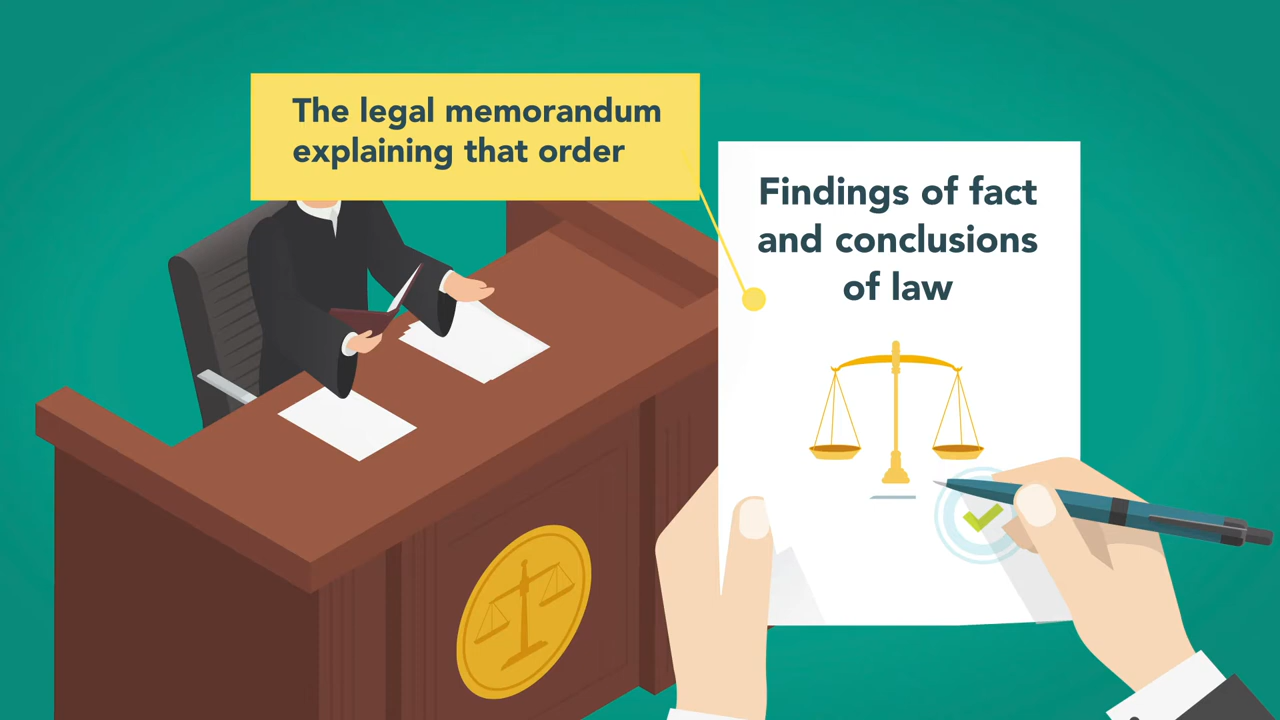 The legal memorandum
explaining that order
Findings of fact
and conclusions
of law